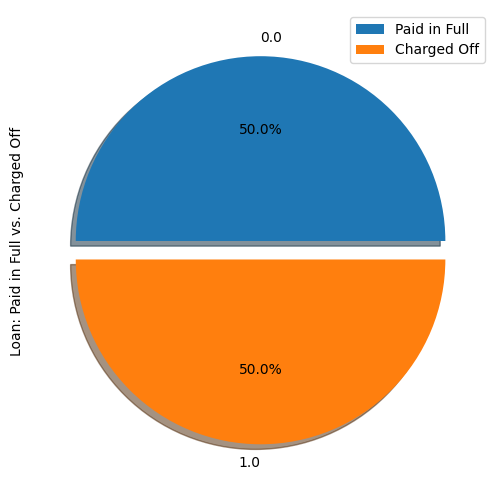 0.0
Paid in Full
Charged Off
50.0%
Loan: Paid in Full vs. Charged Off
50.0%
1.0